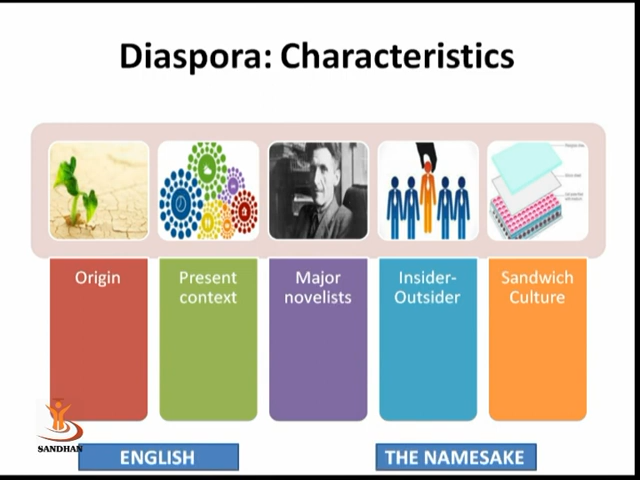 Diaspora: Characteristics
Origin
Present
context
Major
novelists
Insider-
Outsider
Sandwich
Culture
SANDHAN
ENGLISH
THE NAMESAKE